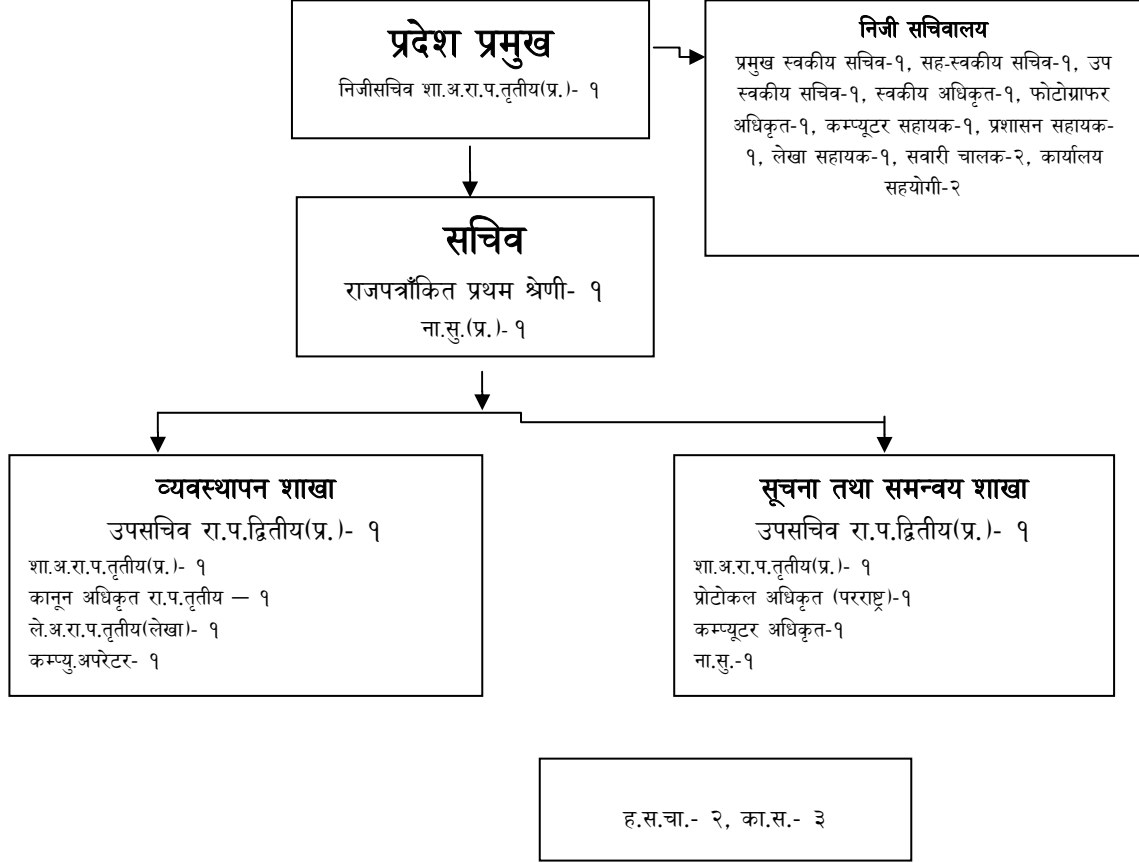 प्रदेश प्रमुख
निजीसचिव शा.अ.रा.प.तृतीय(प्र.)- १
निजी सचिवालय
प्रमुख स्वकीय सचिव-१, सह-स्वकीय सचिव-१, उप
स्वकीय सचिव-१, स्वकीय अधिकृत-१, फोटोग्राफर
अधिकृत-१, कम्प्यूटर सहायक-१, प्रशासन सहायक-
१, लेखा सहायक-१, सवारी चालक-२, कार्यालय
सहयोगी-२
सचिव
राजपत्राँकित प्रथम श्रेणी- १
ना.सु.(प्र.)- १
व्यवस्थापन शाखा
उपसचिव रा.प.द्वितीय(प्र.)- १
शा.अ.रा.प.तृतीय(प्र.)- १
कानून अधिकृत रा.प.तृतीय – १
ले.अ.रा.प.तृतीय(लेखा)- १
कम्प्यु.अपरेटर- १
सूचना तथा समन्वय शाखा
उपसचिव रा.प.द्वितीय(प्र.)- १
शा.अ.रा.प.तृतीय(प्र.)- १
प्रोटोकल अधिकृत (परराष्ट्र)-१
कम्प्यूटर अधिकृत-१
ना.सु.-१
ह.स.चा.- २, का.स.- ३